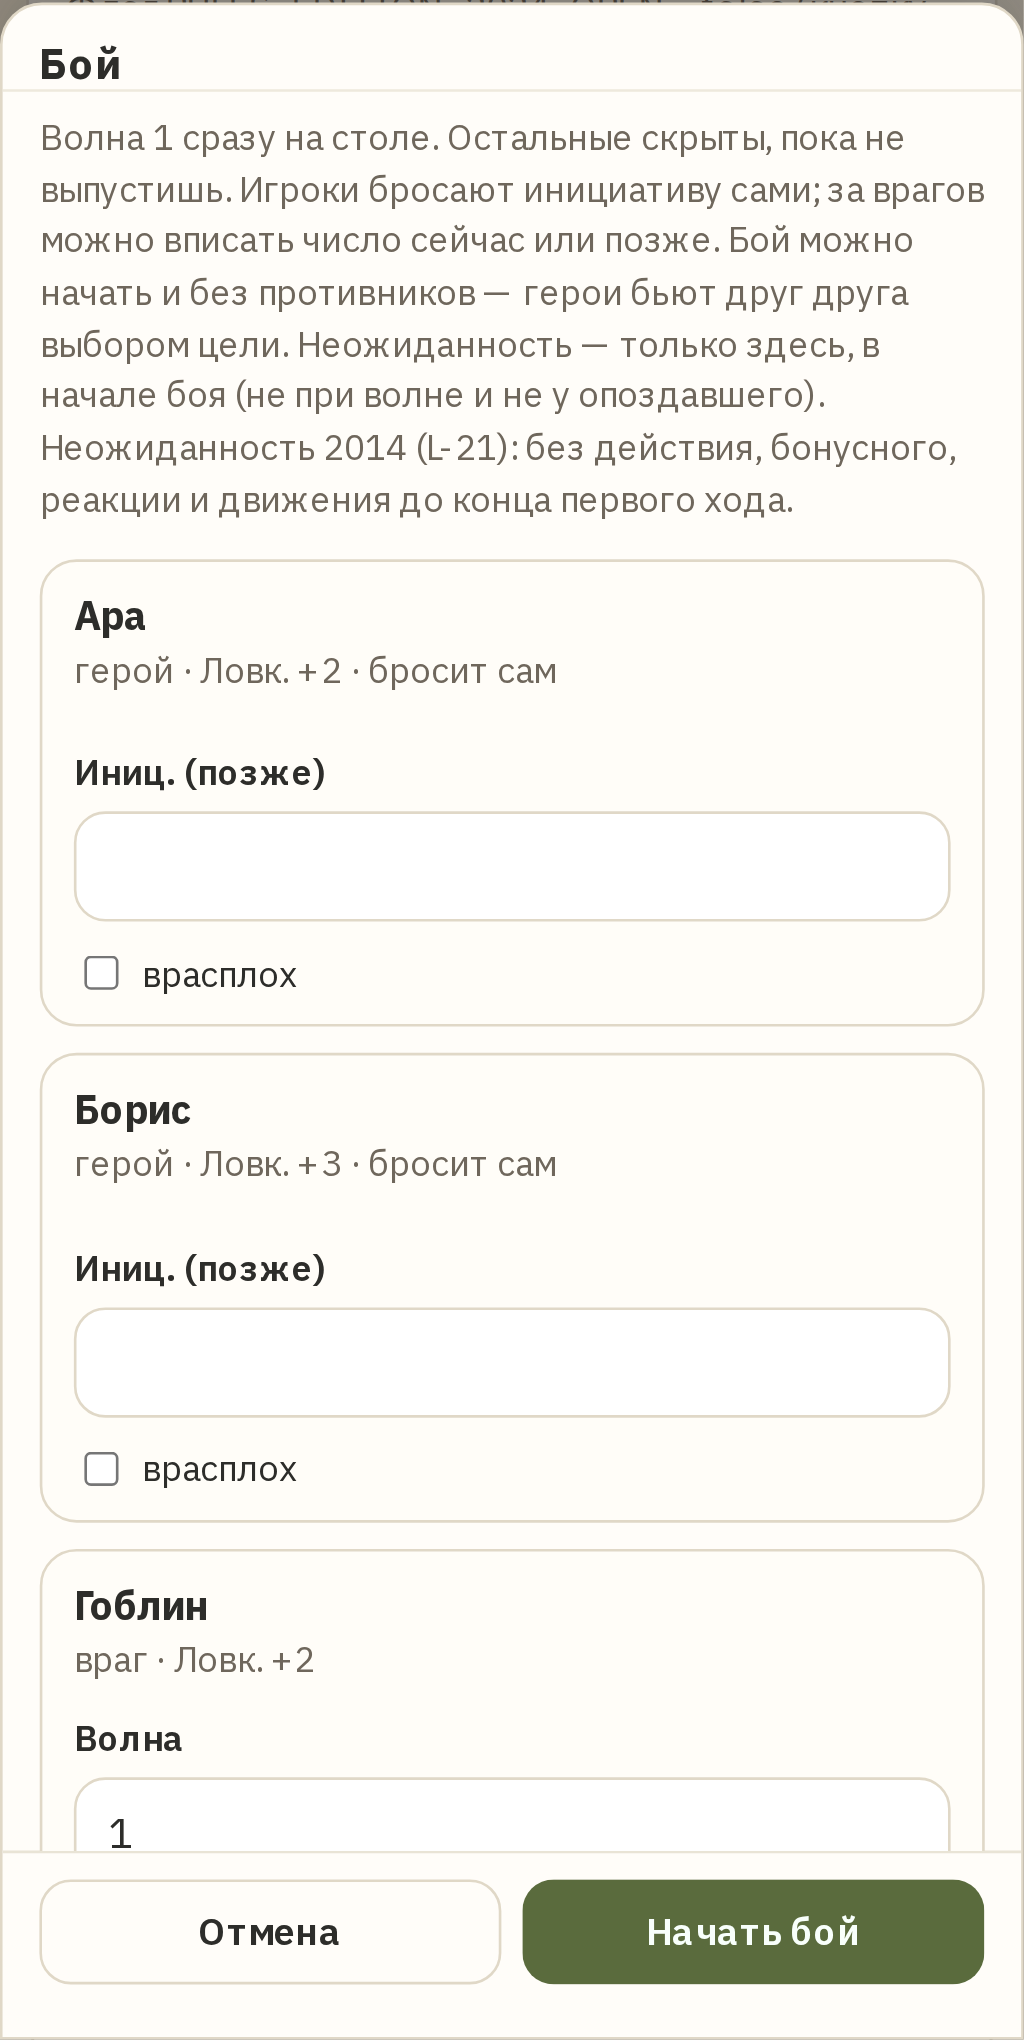 Бой
Волна 1 сразу на столе. Остальные скрыты, пока не
выпустишь. Игроки бросают инициативу сами; за врагов
можно вписать число сейчас или позже. Бой можно
начать и без противников — герои бьют друг друга
выбором цели. Неожиданность — только здесь, в
начале боя (не при волне и не у опоздавшего).
Неожиданность 2014 (L-21): без действия, бонусного,
реакции и движения до конца первого хода.
Ара
герой · Ловк. +2 · бросит сам
Иниц. (позже)
врасплох
Борис
герой · Ловк. +3 · бросит сам
Иниц. (позже)
врасплох
Гоблин
враг · Ловк. +2
Волна
1
Отмена
Начать бой